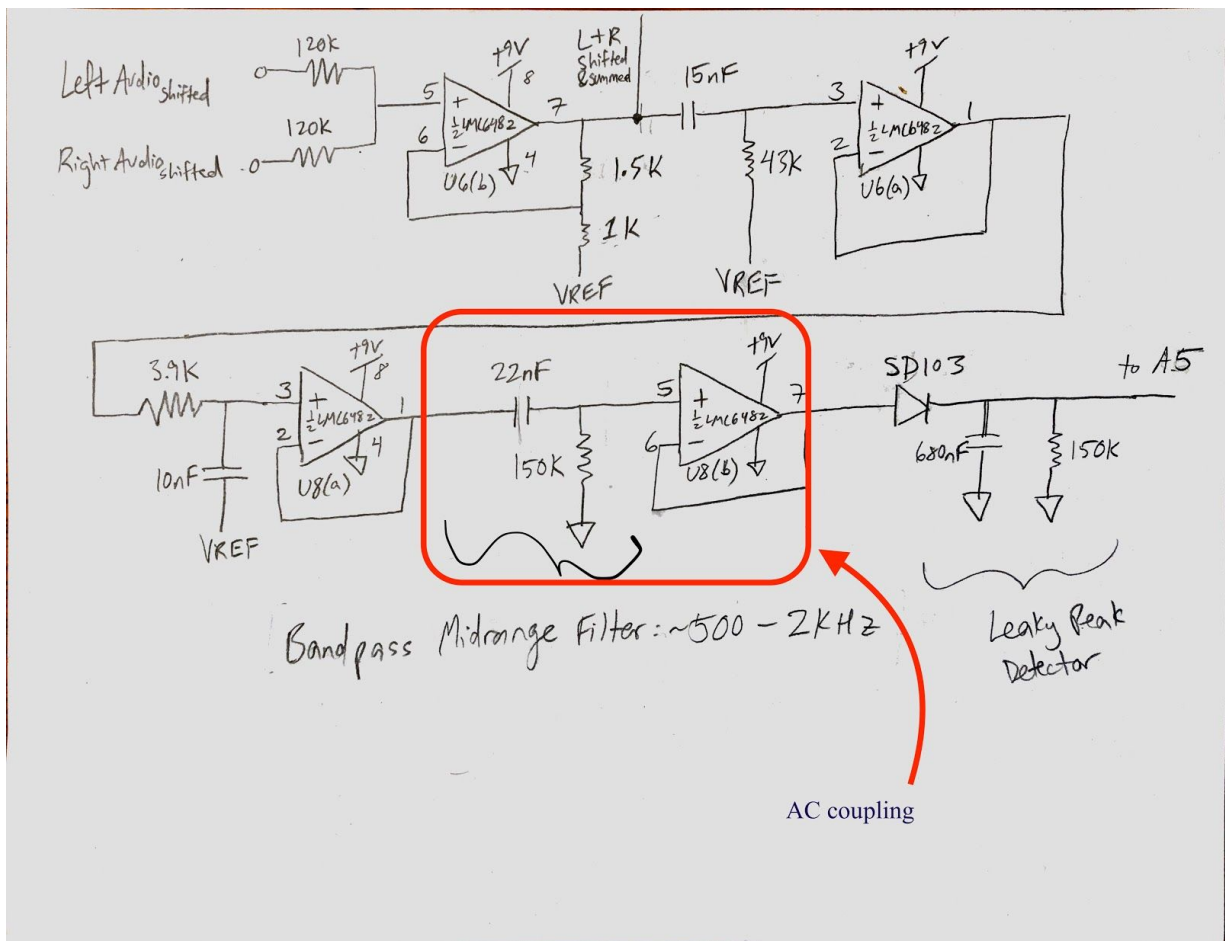 120K
Left Audio shifted
120K
Right Audio shifted
5
+
6
-
½ LMC6482
U6(b)
+9V
8
7
4
L+R
shifted
& summed
1.5K
1K
VREF
15nF
43K
VREF
3
+
2
-
½ LMC6482
U6(a)
+9V
1
3.9K
10nF
VREF
3
+
2
-
½ LMC6482
U8(a)
+9V
8
1
4
22nF
150K
5
+
6
-
½ LMC6482
U8(b)
+9V
7
SD103
to A5
680nF
150K
Bandpass Midrange Filter: ~500 - 2KHz
Leaky Peak
Detector
AC coupling